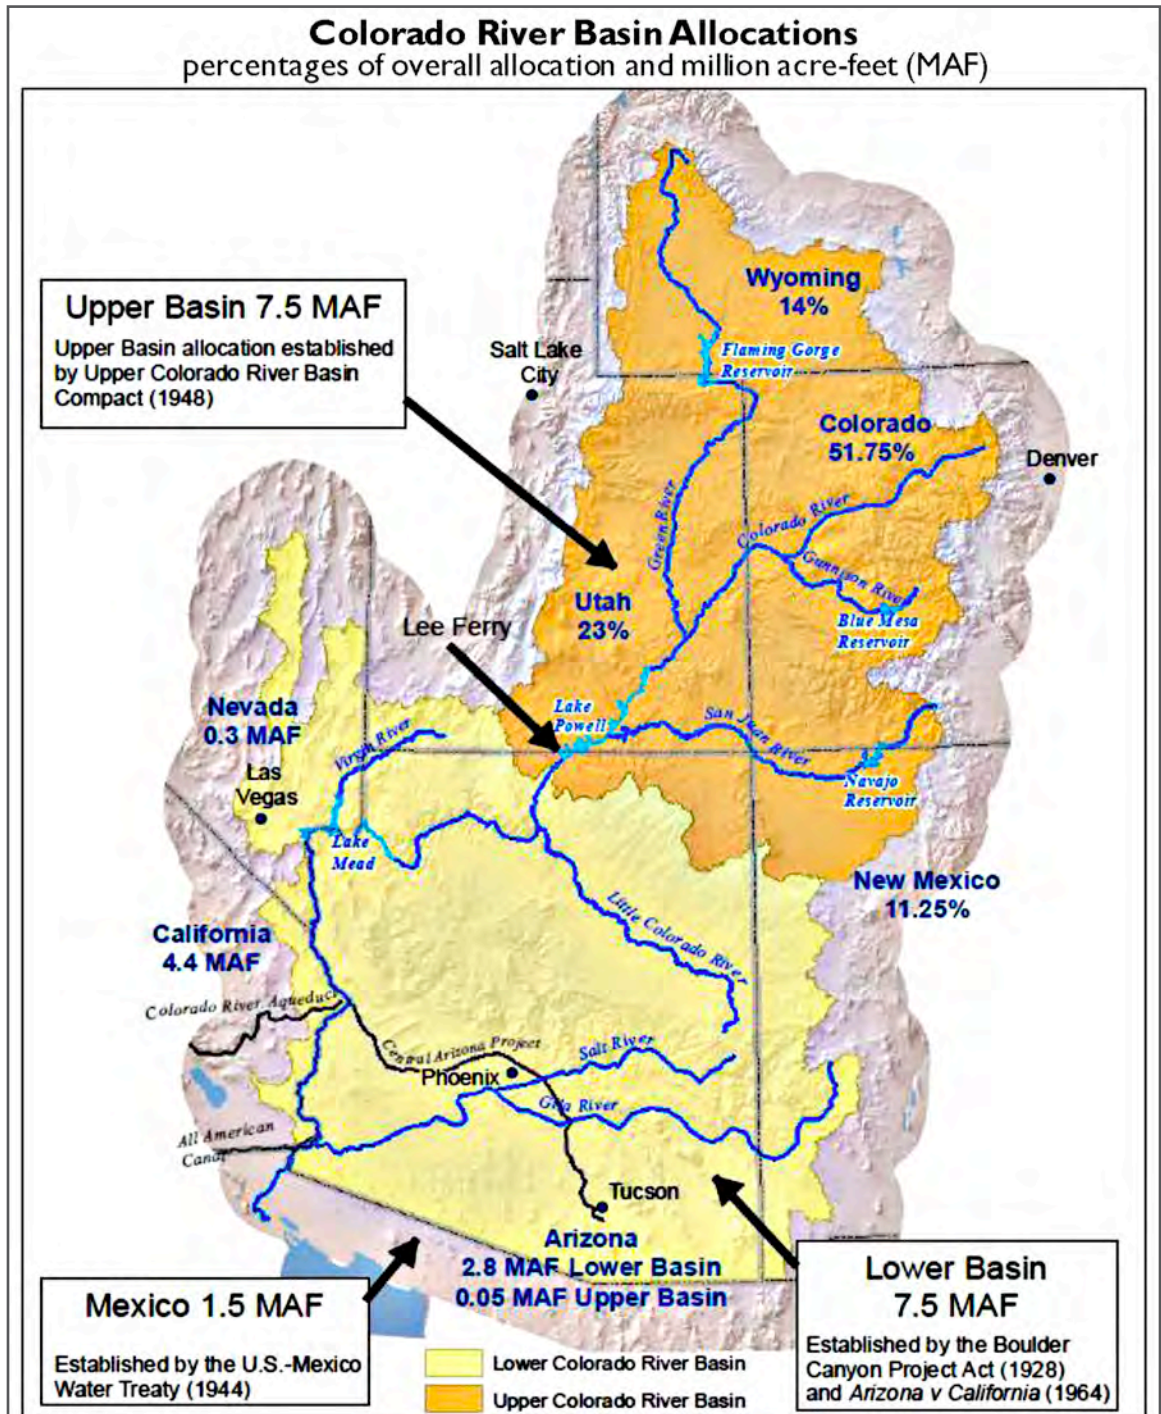 Colorado River Basin Allocations
percentages of overall allocation and million acre-feet (MAF)
Wyoming
14%
Upper Basin 7.5 MAF
Upper Basin allocation established
by Upper Colorado River Basin
Compact (1948)
Salt Lake
City
Flaming Gorge
Reservoir
Colorado
51.75%
Denver
Green River
Colorado River
Gunnison River
Blue Mesa
Reservoir
Utah
23%
Lee Ferry
Lake
Powell
San Juan River
Navajo
Reservoir
Nevada
0.3 MAF
Virgin River
Las
Vegas
Lake
Mead
New Mexico
11.25%
Little Colorado River
California
4.4 MAF
Colorado River Aqueduct
Central Arizona Project
Phoenix
Salt River
Gila River
All American
Canal
Tucson
Arizona
2.8 MAF Lower Basin
0.05 MAF Upper Basin
Mexico 1.5 MAF
Established by the U.S.-Mexico
Water Treaty (1944)
Lower Basin
7.5 MAF
Established by the Boulder
Canyon Project Act (1928)
and Arizona v California (1964)
Lower Colorado River Basin
Upper Colorado River Basin